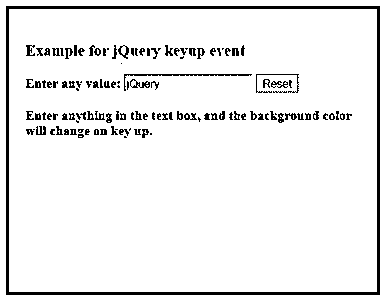 Example for jQuery keyup event
Enter any value: jQuery Reset
Enter anything in the text box, and the background color
will change on key up.